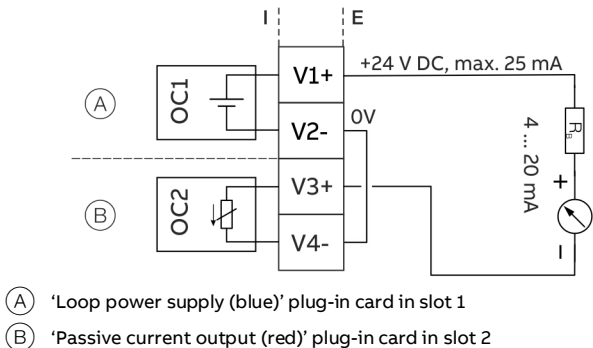 I E
+24 V DC, max. 25 mA
A
OC1
V1+
V2-
0V
4 ... 20 mA
RB
+
-
B
OC2
V3+
V4-
A 'Loop power supply (blue)' plug-in card in slot 1
B 'Passive current output (red)' plug-in card in slot 2